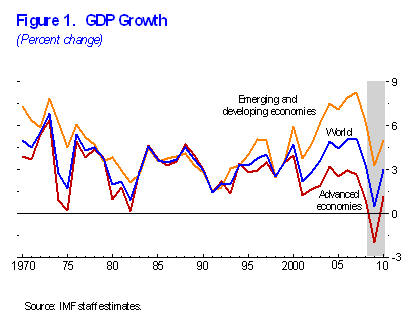 Figure 1. GDP Growth
(Percent change)
9
Emerging and
developing economies
6
World
3
Advanced
economies
0
-3
1970 75 80 85 90 95 2000 05 10
Source: IMF staff estimates.